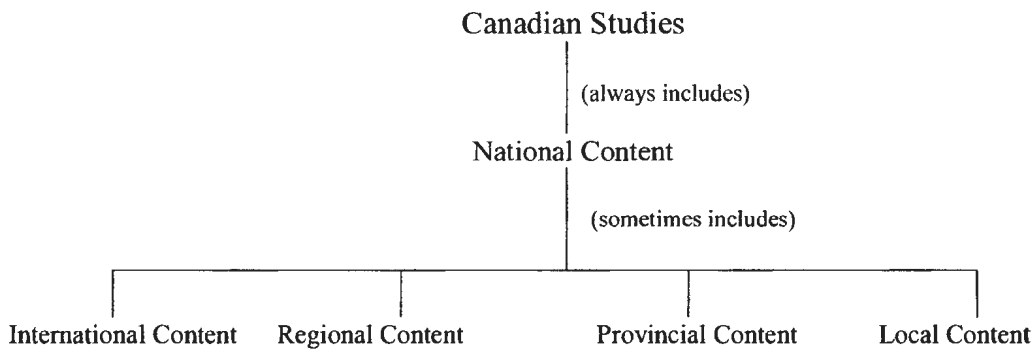 Canadian Studies
(always includes)
National Content
(sometimes includes)
International Content Regional Content Provincial Content Local Content